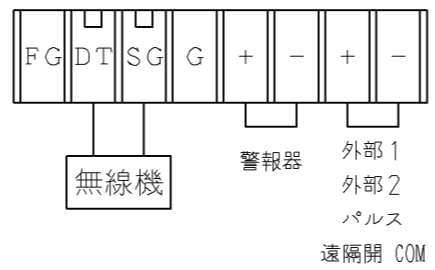 FG DT SG G + - + -
無線機
警報器
外部1
外部2
パルス
遠隔開 COM